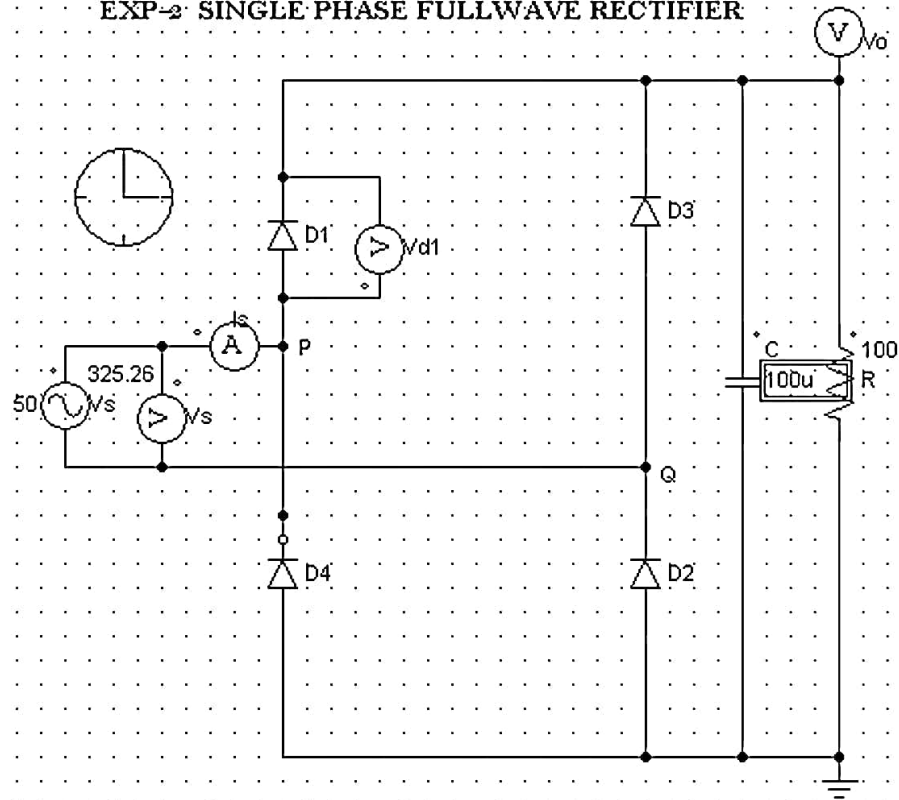 EXP-2 SINGLE PHASE FULLWAVE RECTIFIER
V
Vo
D3
D1
V
Vd1
Is
A
P
325.26
50
Vs
V
Vs
C
100
100u
R
Q
D4
D2